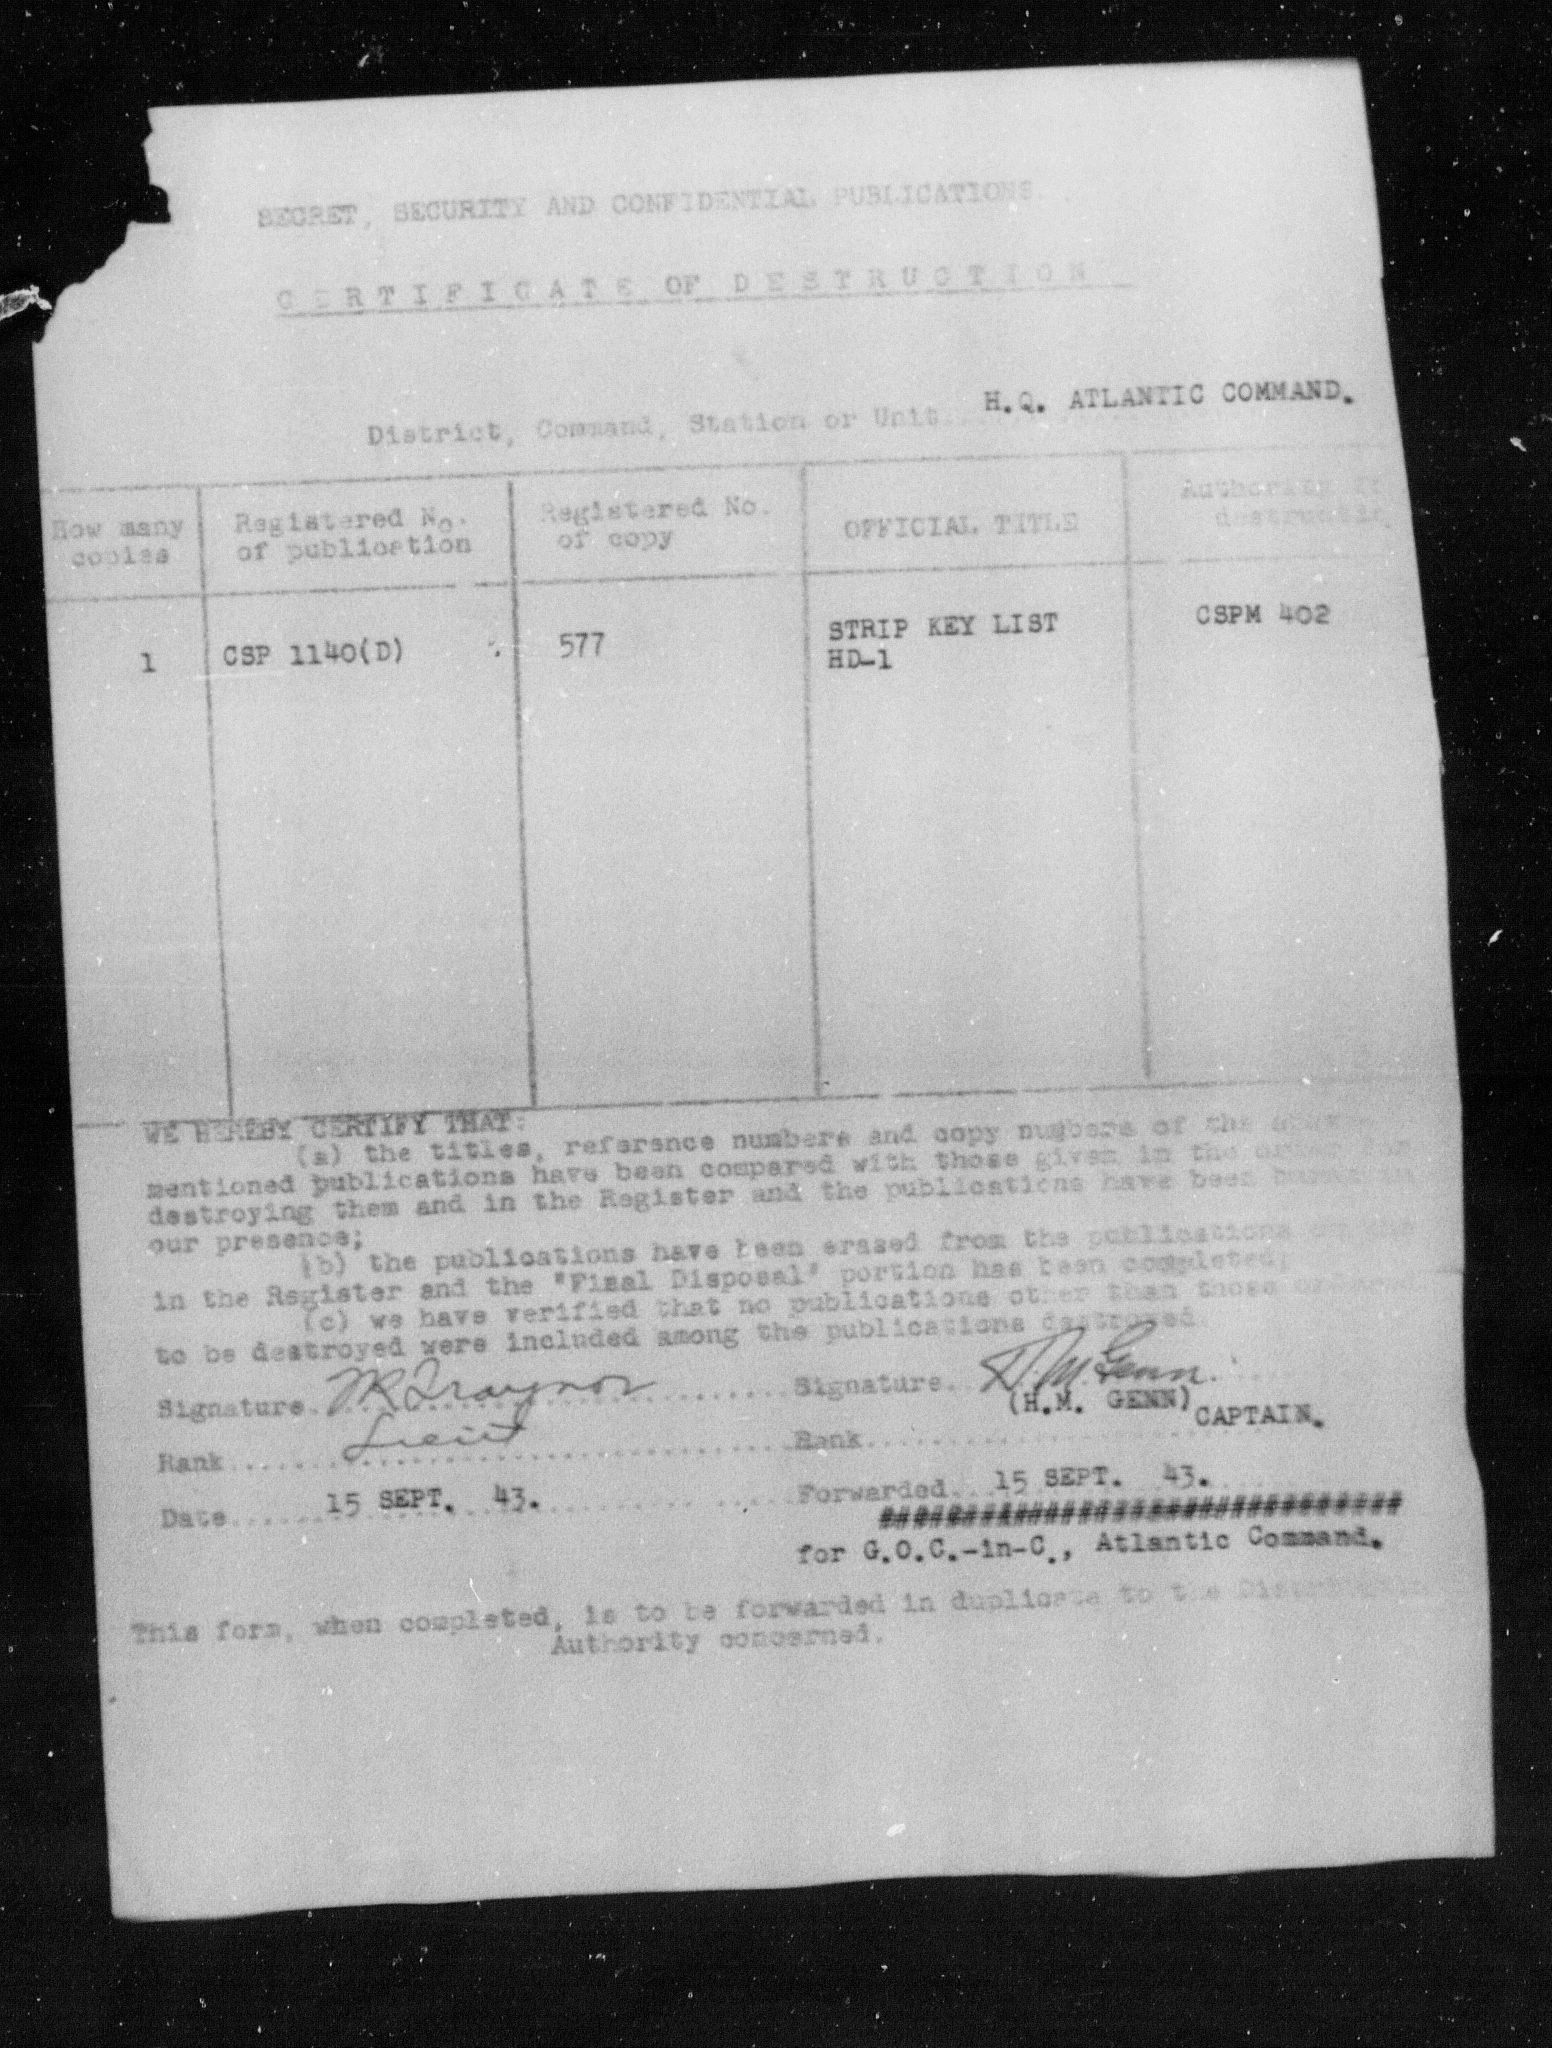 SECRET, SECURITY AND CONFIDENTIAL PUBLICATIONS.
CERTIFICATE OF DESTRUCTION
District, Command, Station or Unit.... H.Q. ATLANTIC COMMAND.
How many copies
Registered No. of publication
Registered No. of copy
OFFICIAL TITLE
Authority
1
CSP 1140(D)
577
STRIP KEY LIST
HD-1
CSPM 402
WE HEREBY CERTIFY THAT:
(a) the titles, reference numbers and copy numbers of the
mentioned publications have been compared with those given in the
destroying them and in the Register and the publications have been
our presence;
(b) the publications have been erased from the publications
in the Register and the "Final Disposal" portion has been completed;
(c) we have verified that no publications other than those
to be destroyed were included among the publications destroyed.
Signature. Traynor
Signature. Genn
(H.M. GENN)
Rank Lieut
Rank CAPTAIN.
Date 15 SEPT. 43.
Forwarded 15 SEPT. 43.
for G.O.C.-in-C., Atlantic Command.
This form, when completed, is to be forwarded in duplicate to the
Authority concerned.